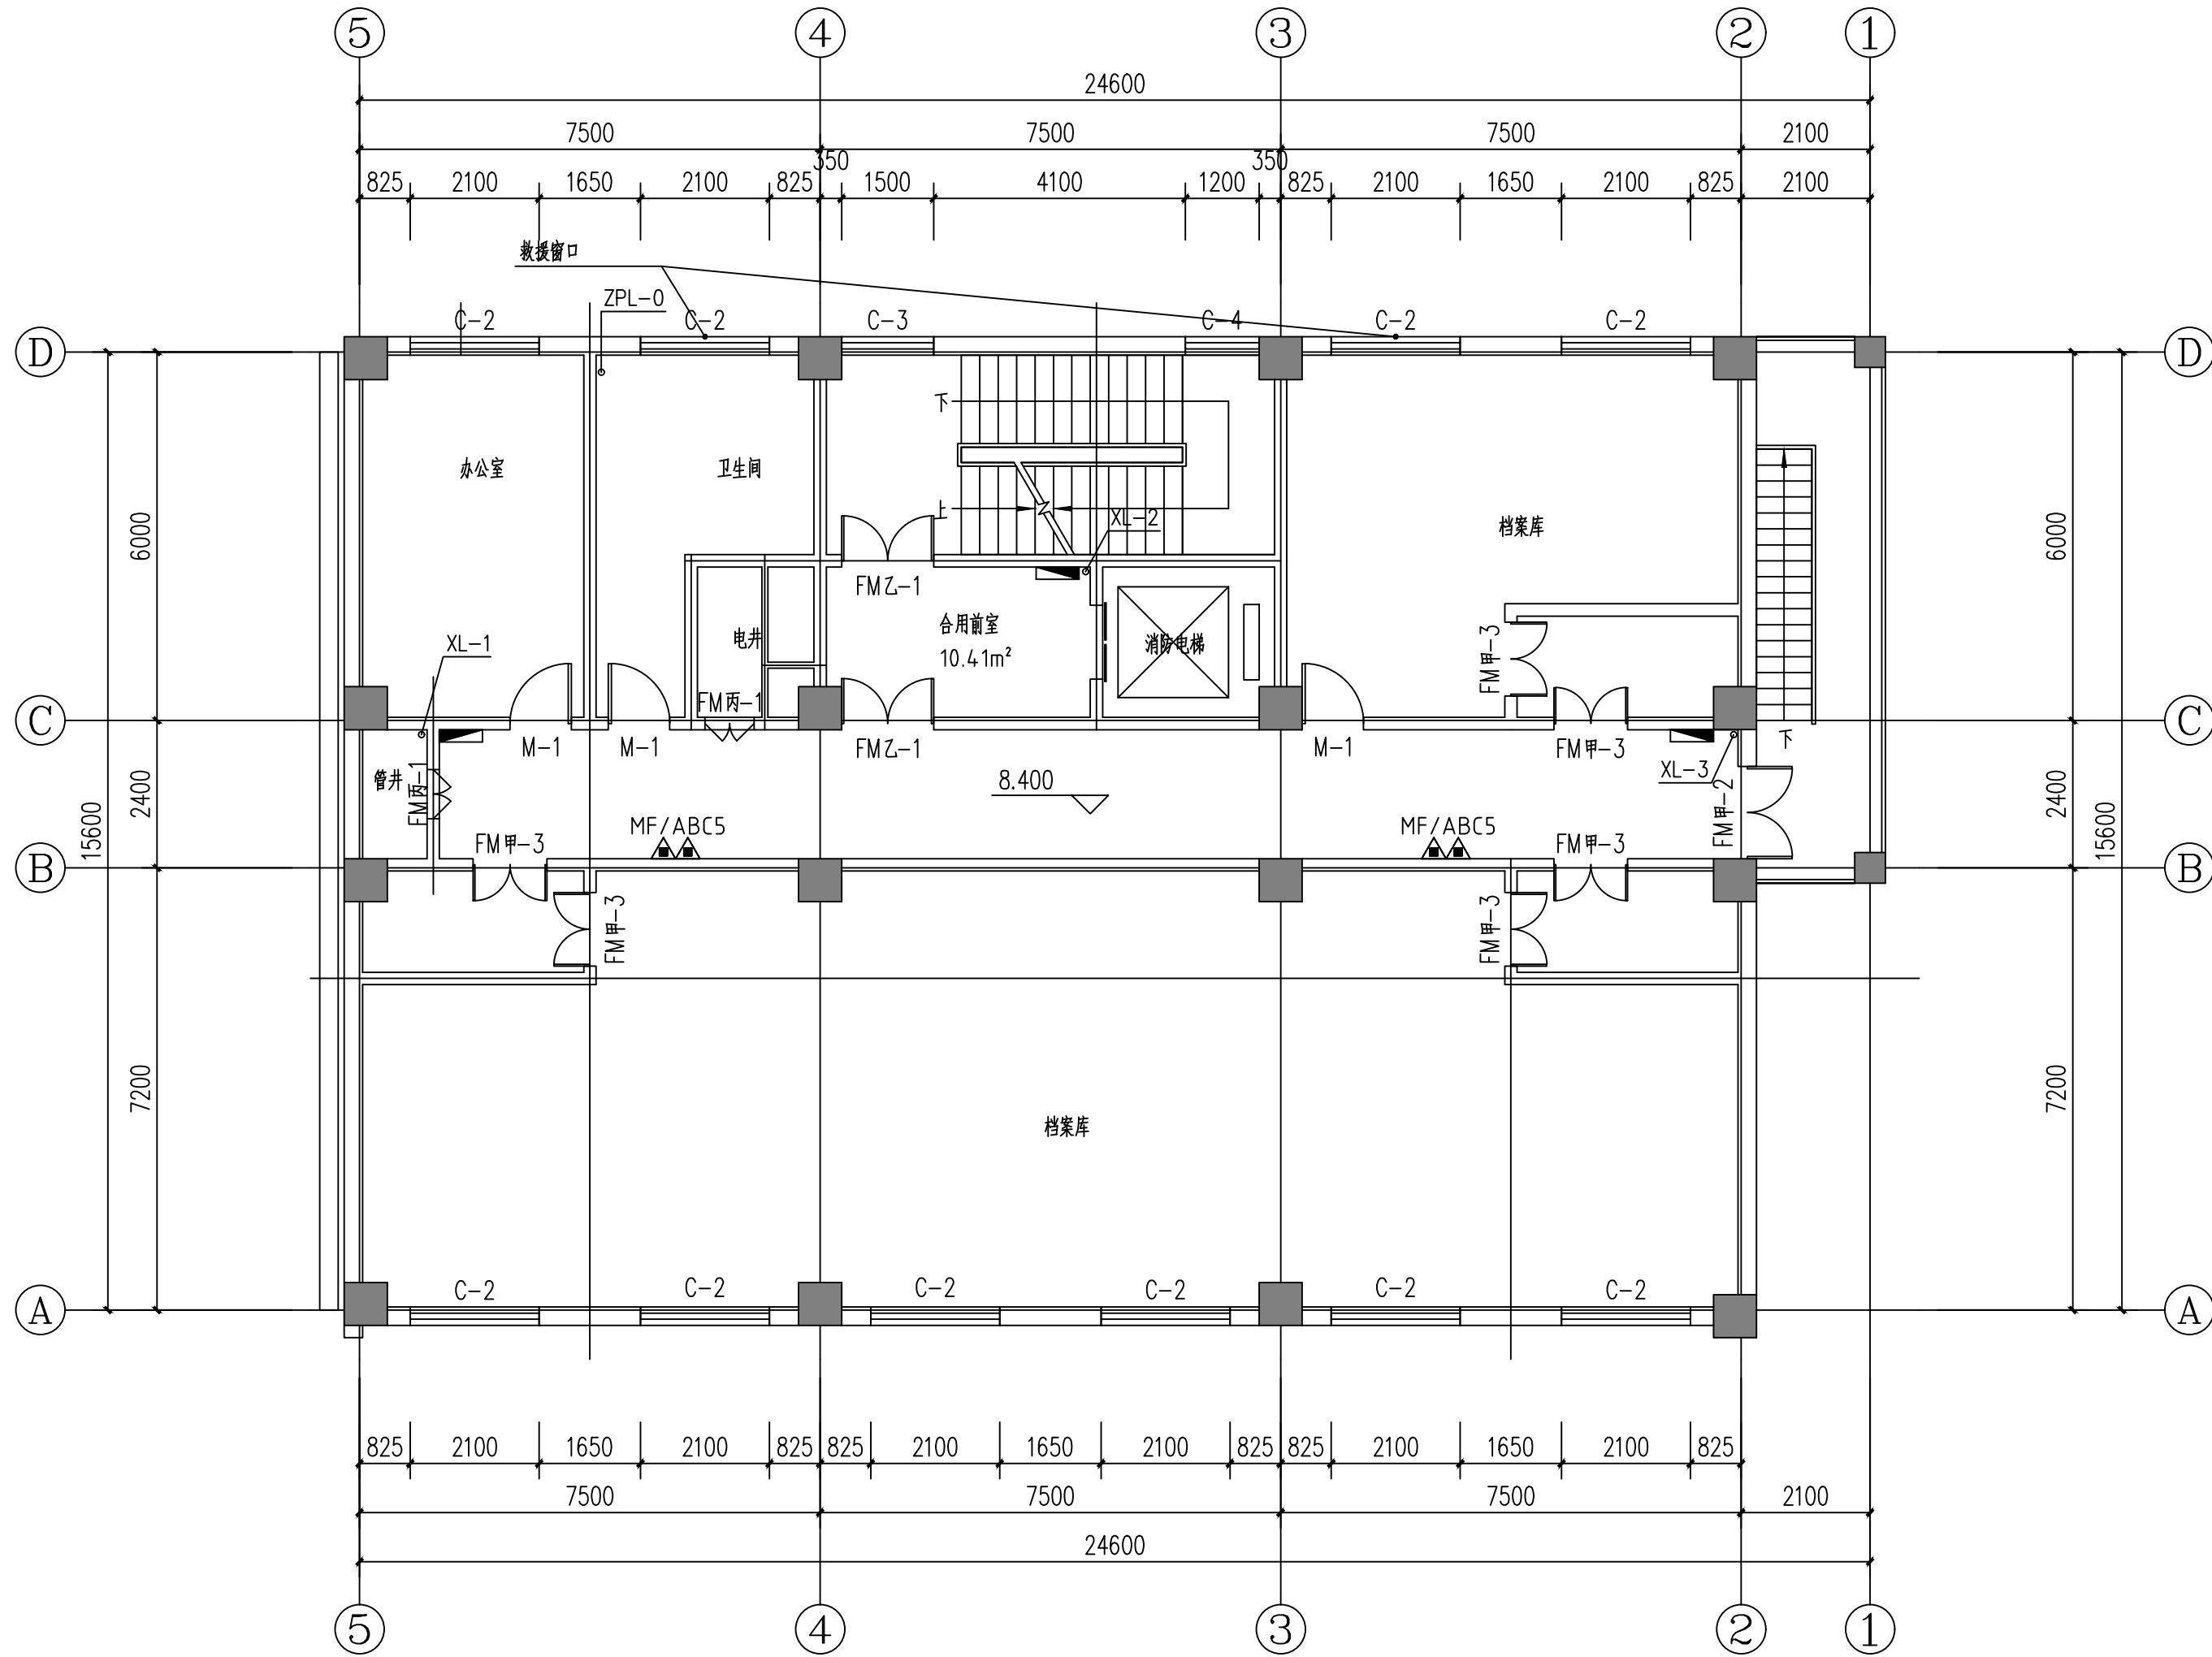 5 4 3 2 1
24600
7500 7500 7500 2100
350 350
825 2100 1650 2100 825 1500 4100 1200 825 2100 1650 2100 825 2100
救援窗口
ZPL-0
C-2 C-2 C-3 C-4 C-2 C-2
D D
下
办公室 卫生间
上 XL-2
档案库
6000 6000
FM乙-1
合用前室
10.41m²
电井
消防电梯
XL-1
FM甲-3
FM丙-1
C C
M-1 M-1 FM乙-1 M-1 FM甲-3 下
XL-3
管井
FM丙-1
8.400
FM甲-2
2400 2400
15600 15600
MF/ABC5 MF/ABC5
FM甲-3 FM甲-3
B B
FM甲-3 FM甲-3
7200 7200
档案库
C-2 C-2 C-2 C-2 C-2 C-2
A A
825 2100 1650 2100 825 825 2100 1650 2100 825 825 2100 1650 2100 825
7500 7500 7500 2100
24600
5 4 3 2 1